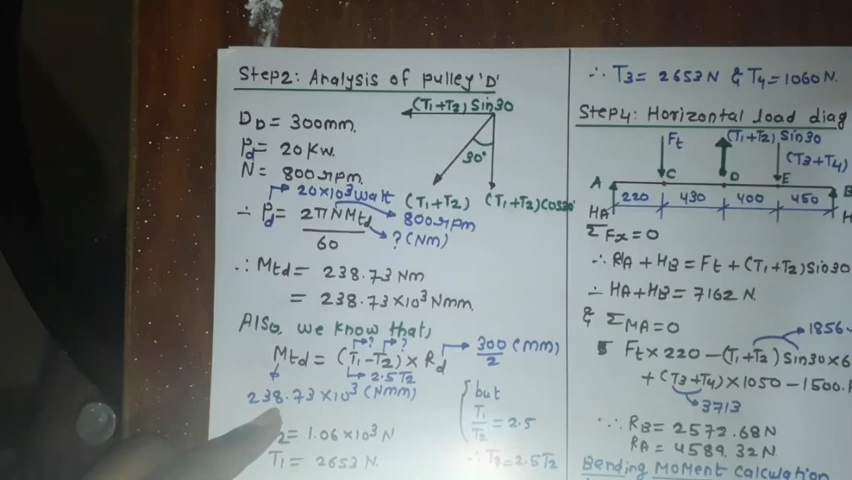 Step2: Analysis of pulley 'D'
(T1+T2) Sin30
DD = 300mm.
Pd = 20 kw.
N = 800 rpm
30°
20×10³ watt
(T1+T2) (T1+T2)Cos30°
∴ Pd = 2πNMtd / 60
800rpm
? (Nm)
∴ Mtd = 238.73 Nm
= 238.73×10³ Nmm.
Also, we know that,
? ?
Mtd = (T1-T2) × Rd
300/2 (mm)
2.5T2
238.73×10³ (Nmm)
but
T1/T2 = 2.5
2 = 1.06×10³ N
T1 = 2653 N.
∴ T1=2.5T2
∴ T3 = 2653 N & T4 = 1060 N.
Step4: Horizontal load diag
Ft (T1+T2) Sin30
(T3+T4)
A C D E B
220 430 400 450
HA H
ΣFx = 0
∴ RA + HB = Ft + (T1+T2) Sin30
∴ HA+HB = 7162 N.
& ΣMA = 0
1856
Ft×220 - (T1+T2) Sin30×6
+ (T3+T4)×1050 - 1500.
3713
∴ RB = 2572.68N
RA = 4589.32N.
Bending Moment Calculation